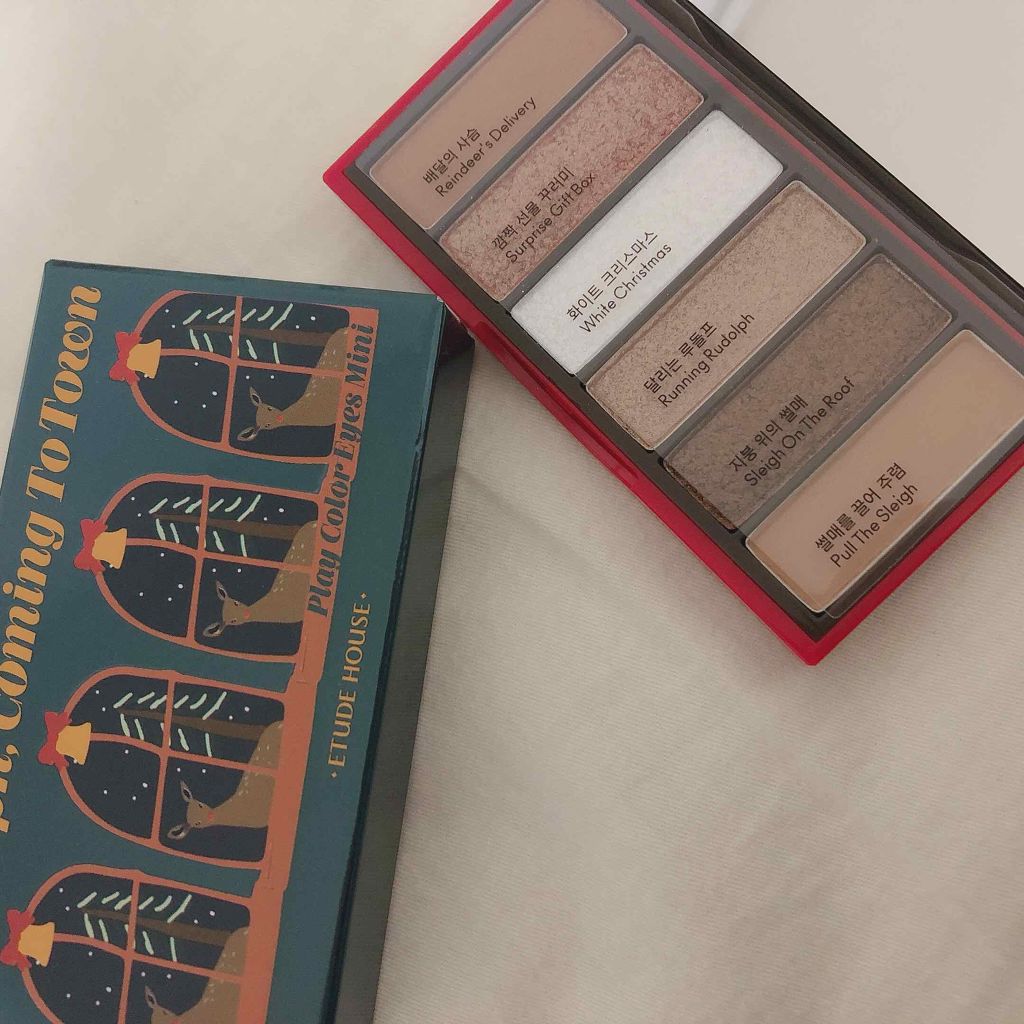 Coming To Town
Play Color Eyes Mini
ETUDE HOUSE
배달의 사슴
Reindeer's Delivery
깜짝 선물 꾸러미
Surprise Gift Box
화이트 크리스마스
White Christmas
달리는 루돌프
Running Rudolph
지붕 위의 썰매
Sleigh On The Roof
썰매를 끌어 주렴
Pull The Sleigh